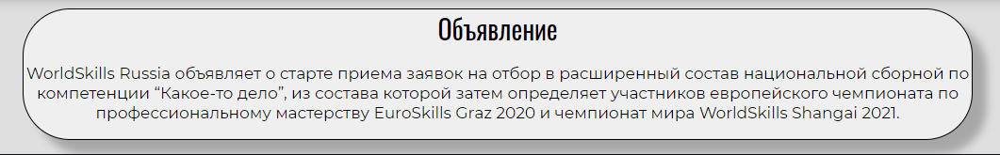 Объявление
WorldSkills Russia объявляет о старте приема заявок на отбор в расширенный состав национальной сборной по
компетенции “Какое-то дело”, из состава которой затем определяет участников европейского чемпионата по
профессиональному мастерству EuroSkills Graz 2020 и чемпионат мира WorldSkills Shangai 2021.